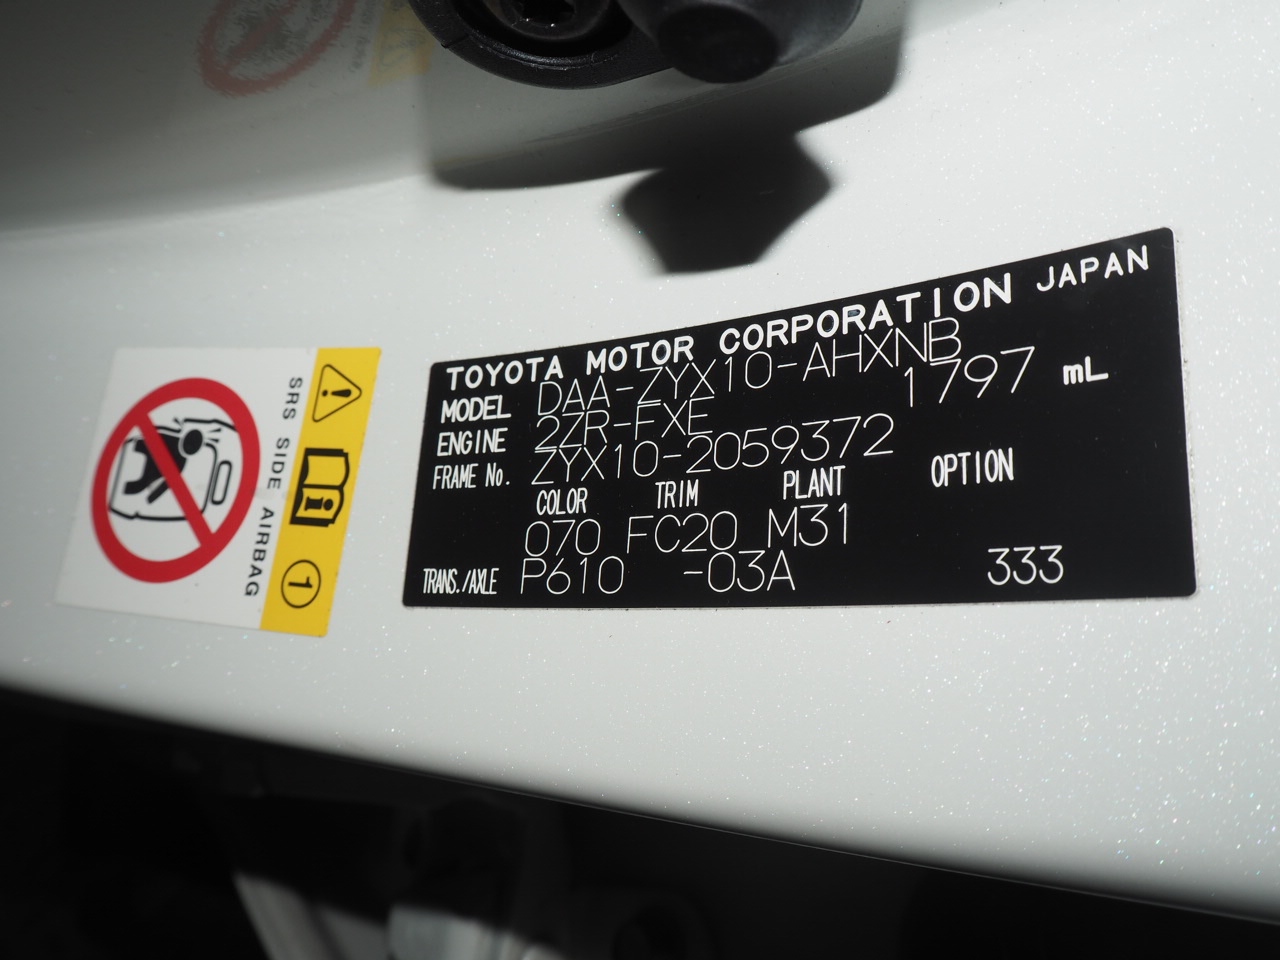 TOYOTA MOTOR CORPORATION JAPAN
MODEL DAA-ZYX10-AHXNB
ENGINE 2ZR-FXE 1797 mL
FRAME No. ZYX10-2059372
COLOR TRIM PLANT OPTION
070 FC20 M31
TRANS./AXLE P610 -03A 333
SRS SIDE AIRBAG
1